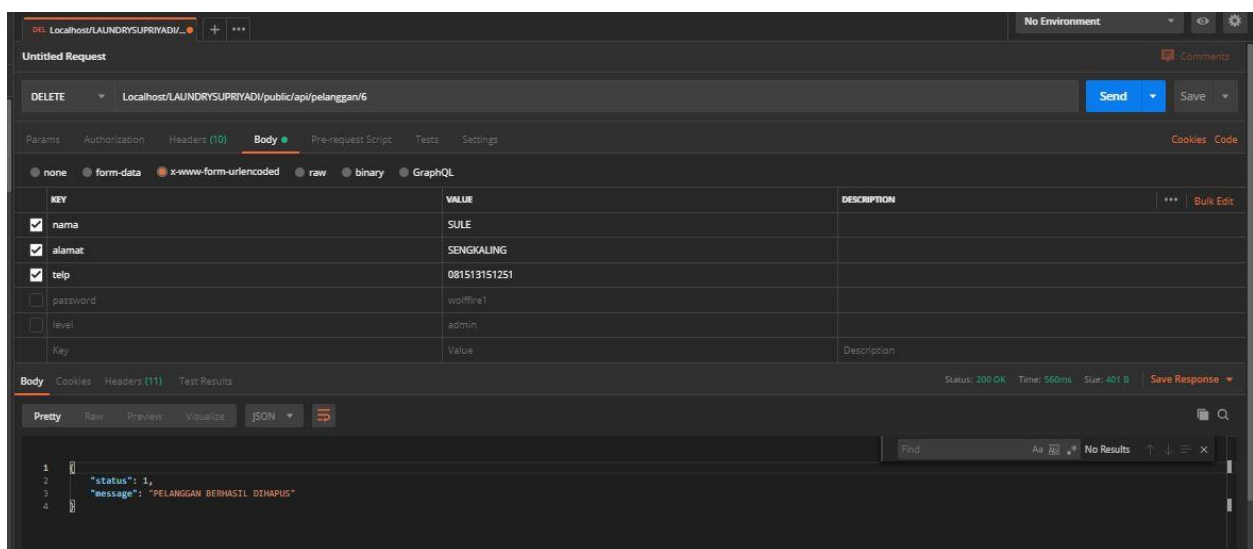 DEL Localhost/LAUNDRYSUPRIYADI/... + •••
No Environment
Untitled Request
Comments
DELETE Localhost/LAUNDRYSUPRIYADI/public/api/pelanggan/6 Send Save
Params Authorization Headers (10) Body Pre-request Script Tests Settings Cookies Code
none form-data x-www-form-urlencoded raw binary GraphQL
KEY VALUE DESCRIPTION ••• Bulk Edit
nama SULE
alamat SENGKALING
telp 081513151251
password wolffire1
level admin
Key Value Description
Body Cookies Headers (11) Test Results Status: 200 OK Time: 560ms Size: 401 B Save Response
Pretty Raw Preview Visualize JSON
Find Aa Abl .* No Results
1 {
2 "status": 1,
3 "message": "PELANGGAN BERHASIL DIHAPUS"
4 }